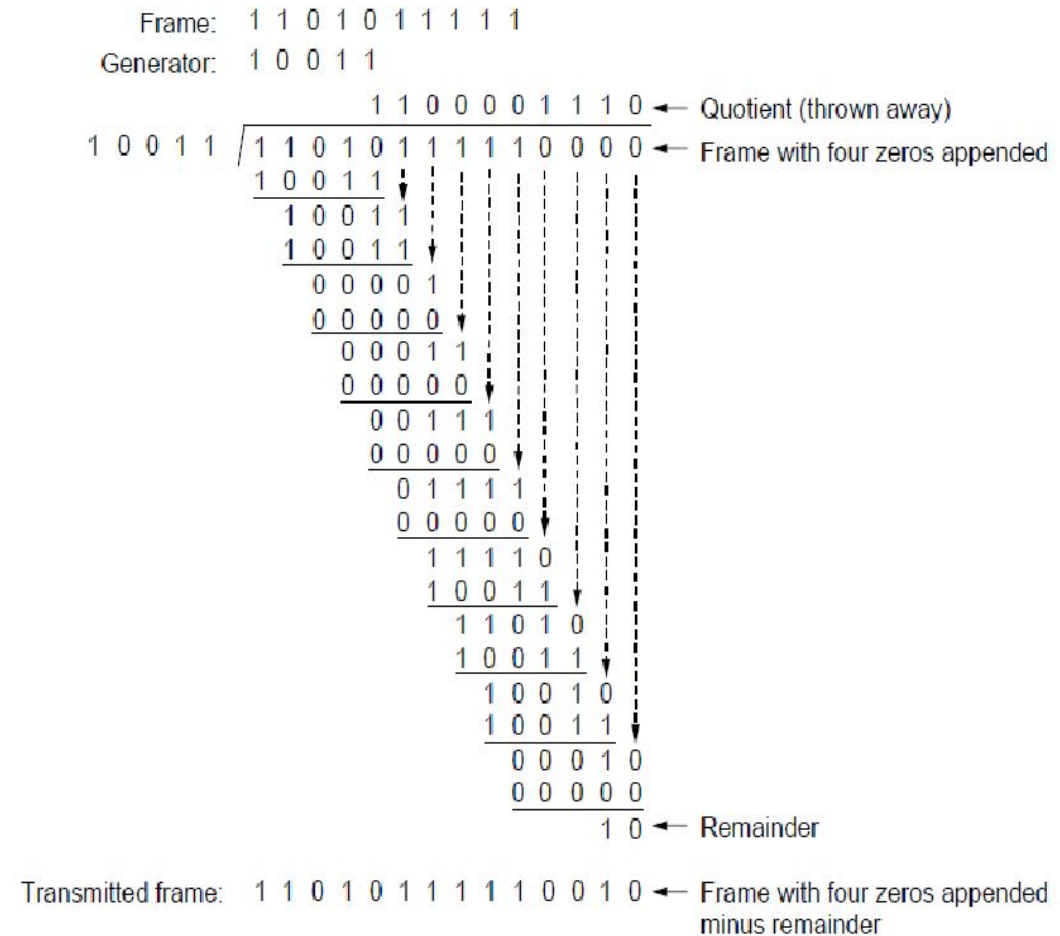 Frame: 1 1 0 1 0 1 1 1 1 1
Generator: 1 0 0 1 1
1 1 0 0 0 0 1 1 1 0 ← Quotient (thrown away)
1 0 0 1 1 1 1 0 1 0 1 1 1 1 1 0 0 0 0 ← Frame with four zeros appended
1 0 0 1 1
1 0 0 1 1
1 0 0 1 1
0 0 0 0 1
0 0 0 0 0
0 0 0 1 1
0 0 0 0 0
0 0 1 1 1
0 0 0 0 0
0 1 1 1 1
0 0 0 0 0
1 1 1 1 0
1 0 0 1 1
1 1 0 1 0
1 0 0 1 1
1 0 0 1 0
1 0 0 1 1
0 0 0 1 0
0 0 0 0 0
1 0 ← Remainder
Transmitted frame: 1 1 0 1 0 1 1 1 1 1 0 0 1 0 ← Frame with four zeros appended
minus remainder